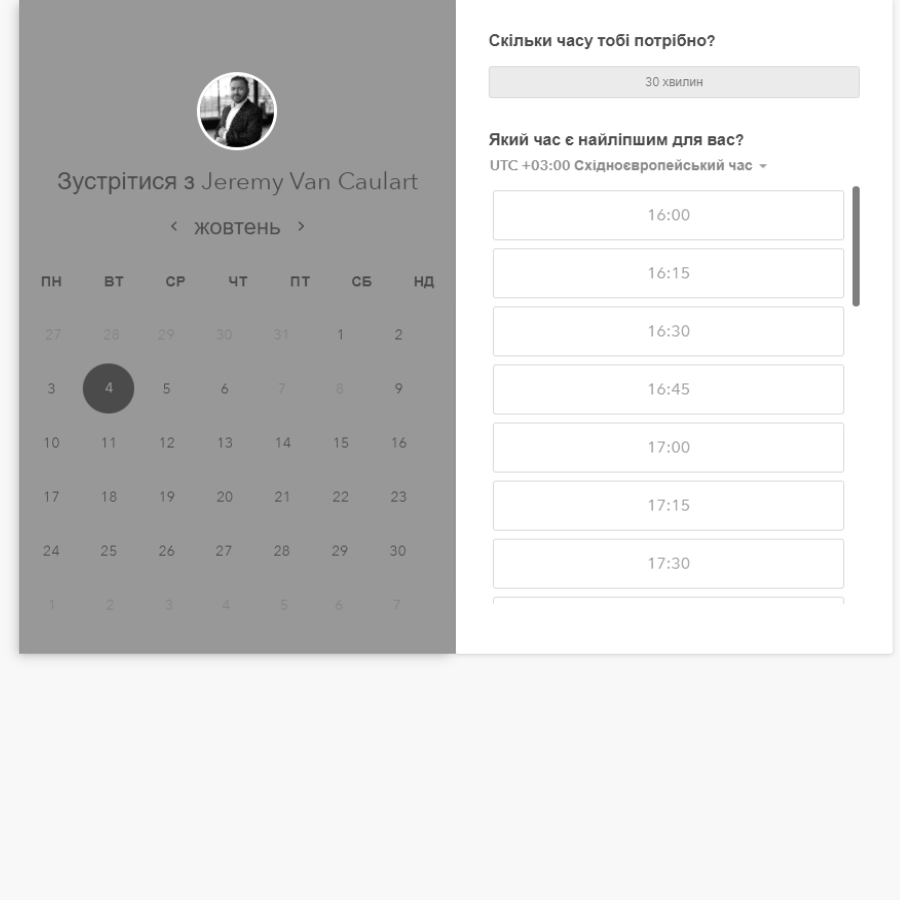 Зустрітися з Jeremy Van Caulart
жовтень
ПН ВТ СР ЧТ ПТ СБ НД
27 28 29 30 31 1 2
3 4 5 6 7 8 9
10 11 12 13 14 15 16
17 18 19 20 21 22 23
24 25 26 27 28 29 30
1 2 3 4 5 6 7
Скільки часу тобі потрібно?
30 хвилин
Який час є найліпшим для вас?
UTC +03:00 Східноєвропейський час
16:00
16:15
16:30
16:45
17:00
17:15
17:30